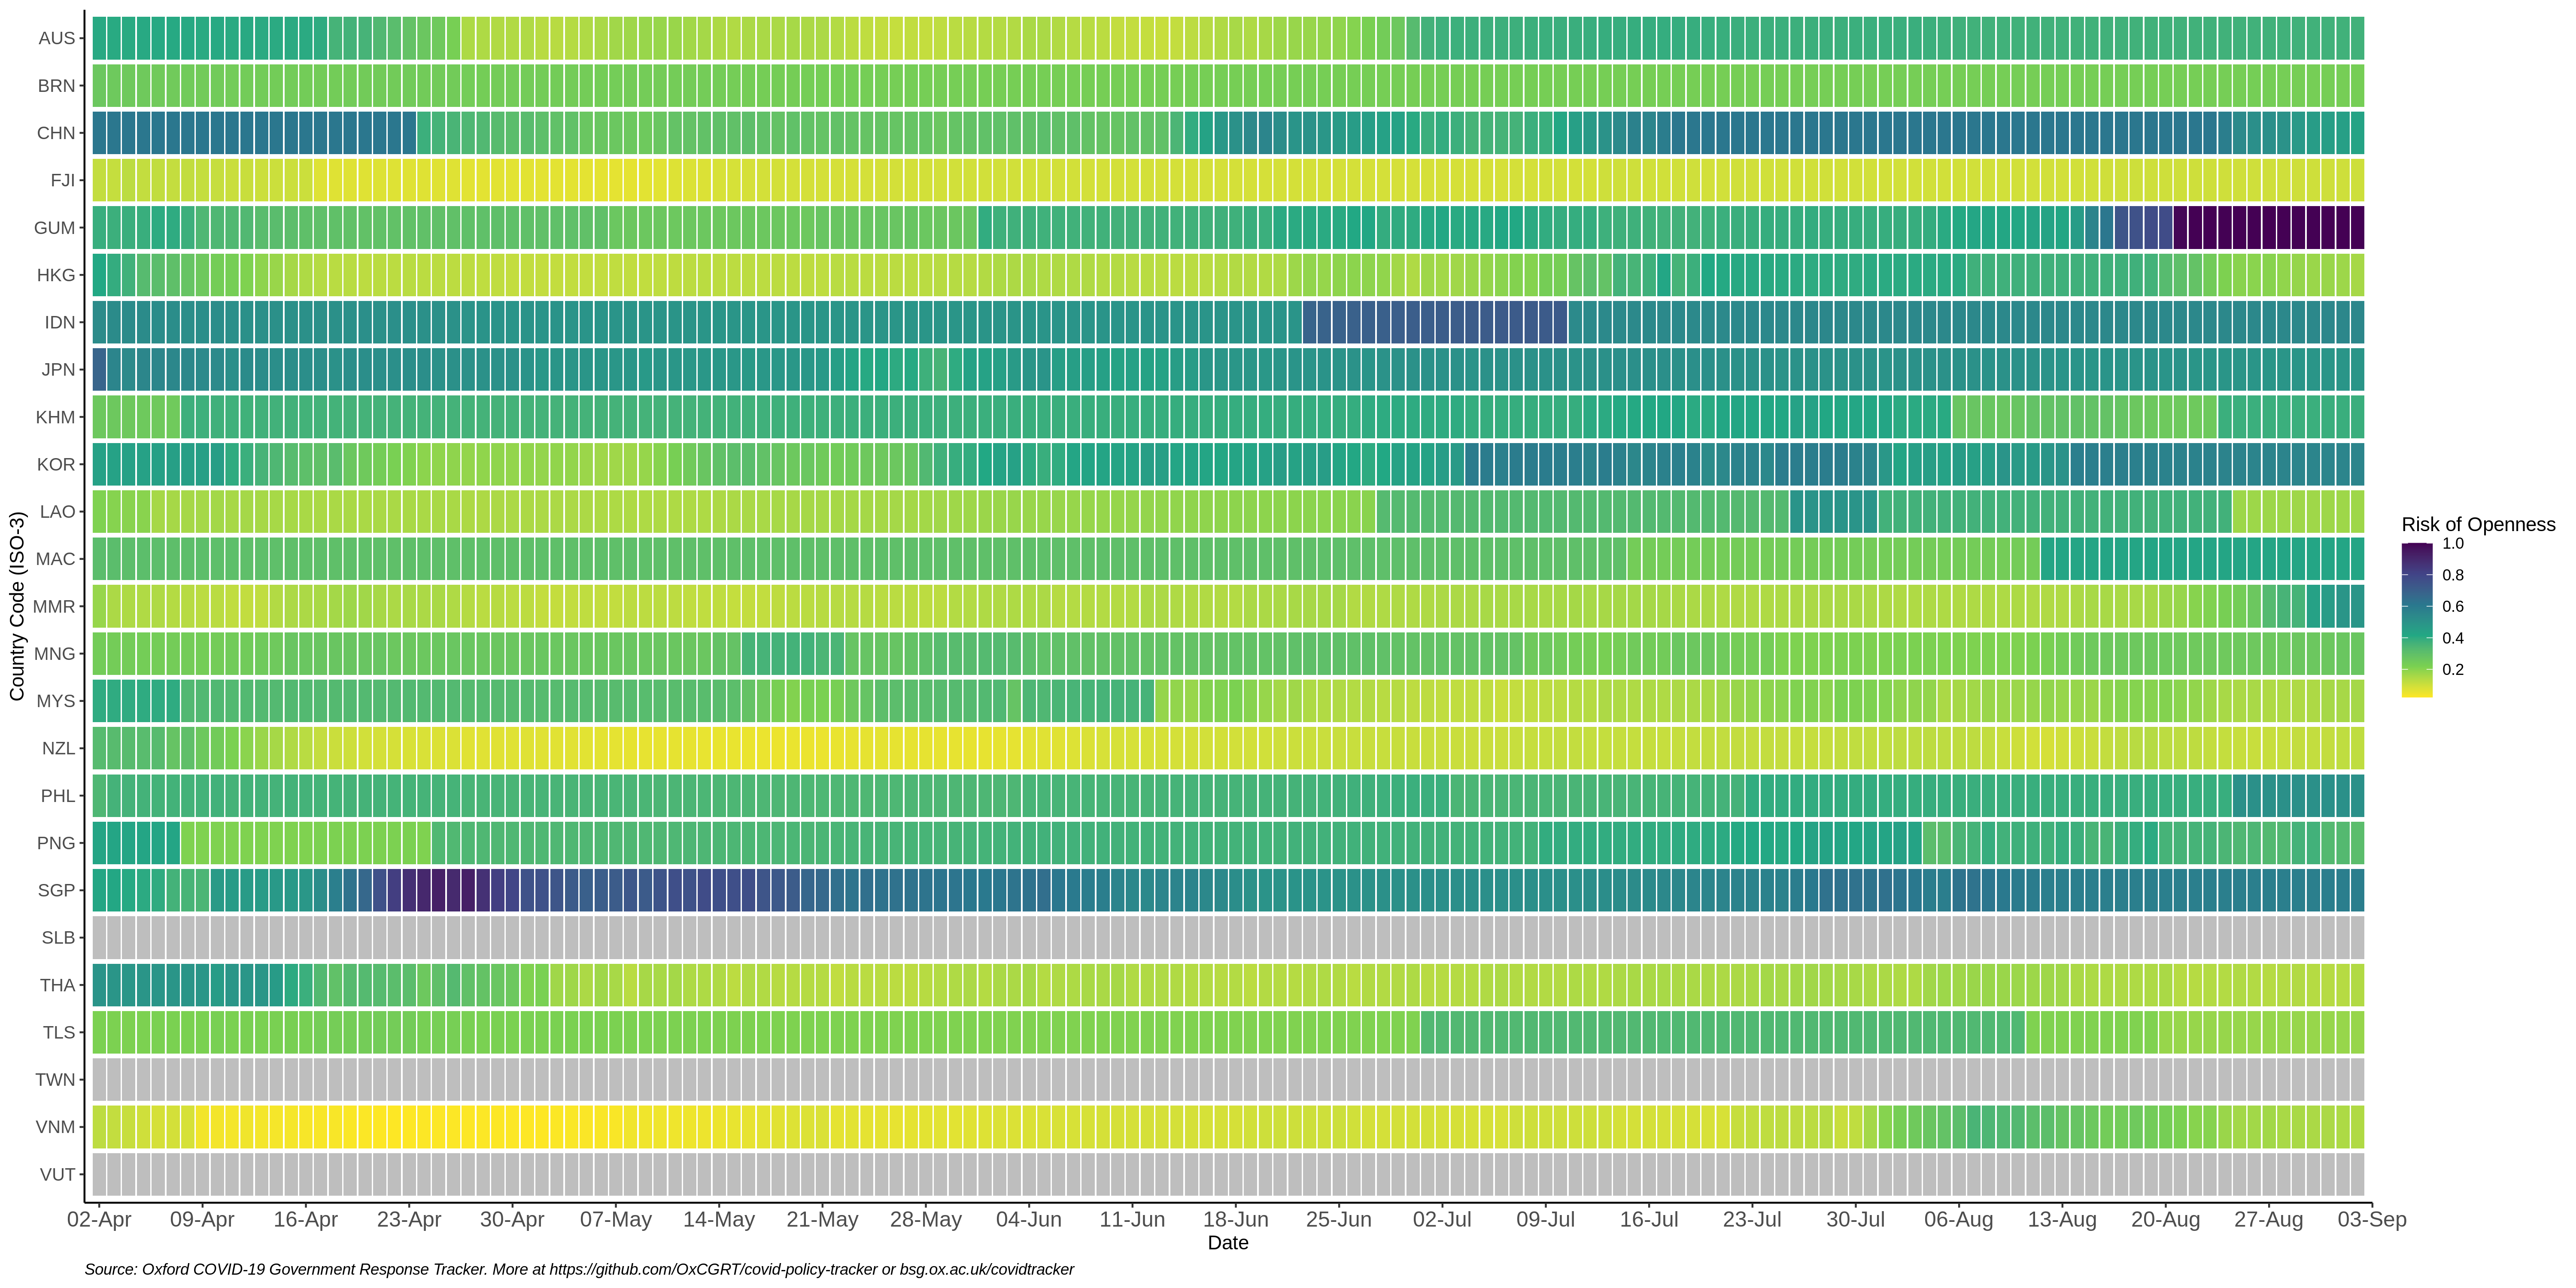 AUS
BRN
CHN
FJI
GUM
HKG
IDN
JPN
KHM
KOR
LAO
MAC
MMR
MNG
MYS
NZL
PHL
PNG
SGP
SLB
THA
TLS
TWN
VNM
VUT
Country Code (ISO-3)
02-Apr 09-Apr 16-Apr 23-Apr 30-Apr 07-May 14-May 21-May 28-May 04-Jun 11-Jun 18-Jun 25-Jun 02-Jul 09-Jul 16-Jul 23-Jul 30-Jul 06-Aug 13-Aug 20-Aug 27-Aug 03-Sep
Date
Risk of Openness
1.0
0.8
0.6
0.4
0.2
Source: Oxford COVID-19 Government Response Tracker. More at https://github.com/OxCGRT/covid-policy-tracker or bsg.ox.ac.uk/covidtracker